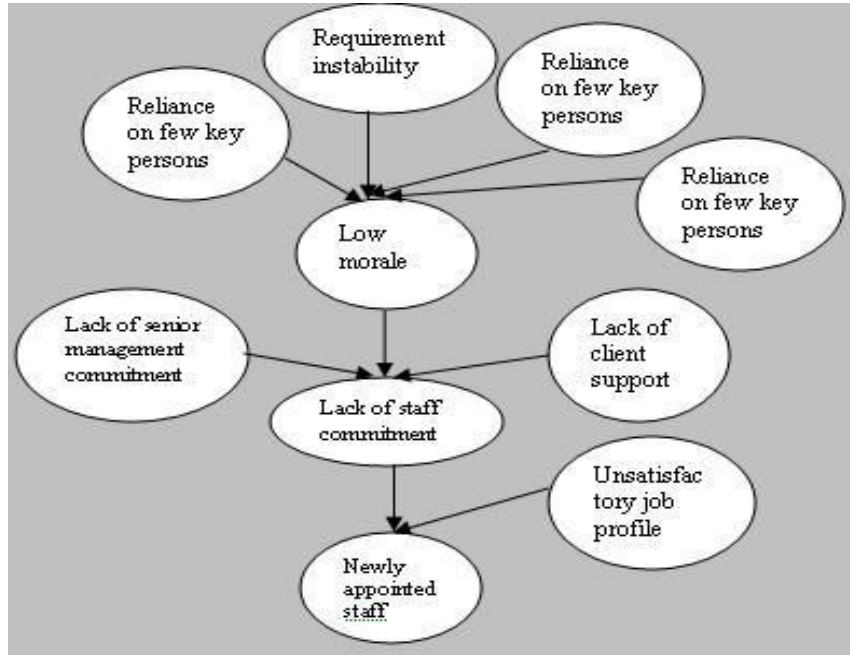 Requirement
instability
Reliance
on few key
persons
Reliance
on few key
persons
Reliance
on few key
persons
Low
morale
Lack of senior
management
commitment
Lack of
client
support
Lack of staff
commitment
Unsatisfac
tory job
profile
Newly
appointed
staff